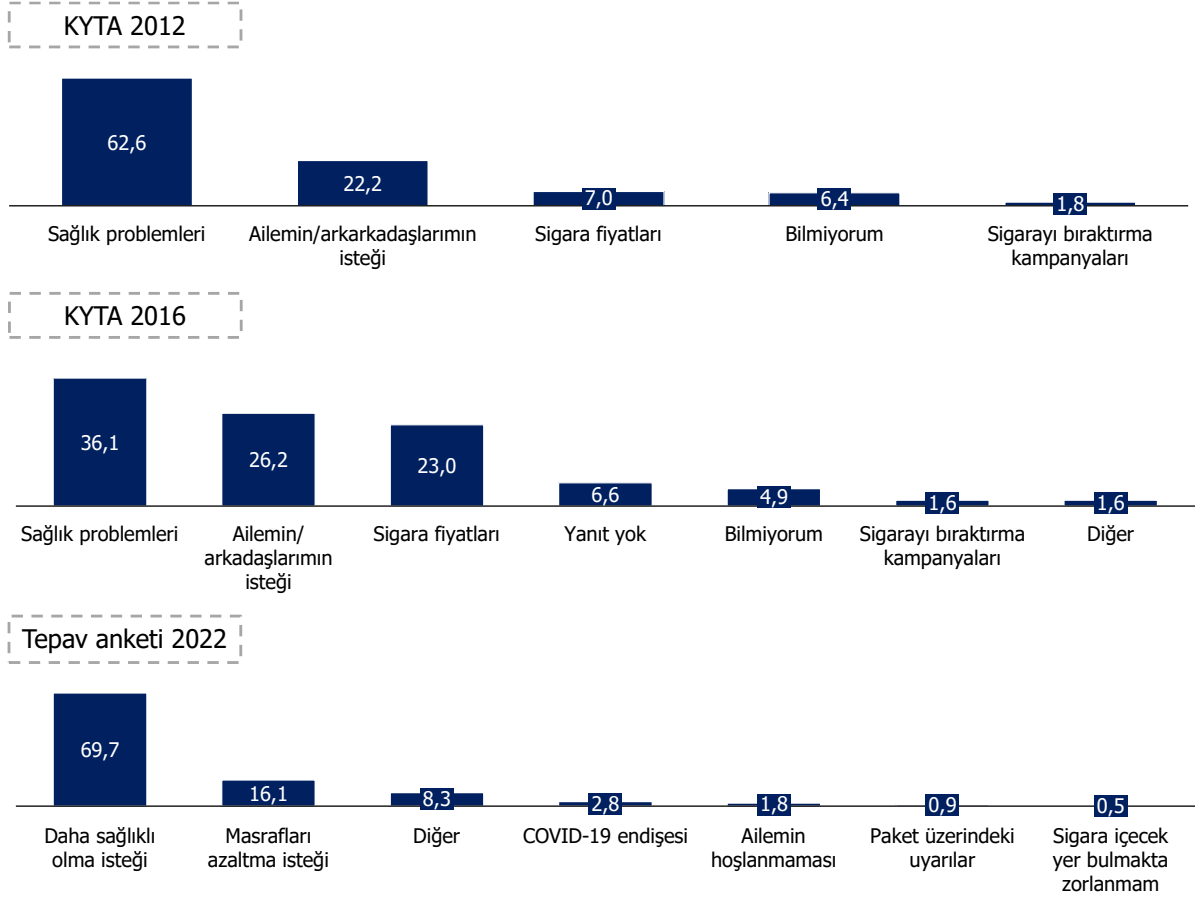 KYTA 2012
62,6
22,2
7,0
6,4
1,8
Sağlık problemleri
Ailemin/arkarkadaşlarımın
isteği
Sigara fiyatları
Bilmiyorum
Sigarayı bıraktırma
kampanyaları
KYTA 2016
36,1
26,2
23,0
6,6
4,9
1,6
1,6
Sağlık problemleri
Ailemin/
arkadaşlarımın
isteği
Sigara fiyatları
Yanıt yok
Bilmiyorum
Sigarayı bıraktırma
kampanyaları
Diğer
Tepav anketi 2022
69,7
16,1
8,3
2,8
1,8
0,9
0,5
Daha sağlıklı
olma isteği
Masrafları
azaltma isteği
Diğer
COVID-19 endişesi
Ailemin
hoşlanmaması
Paket üzerindeki
uyarılar
Sigara içecek
yer bulmakta
zorlanmam